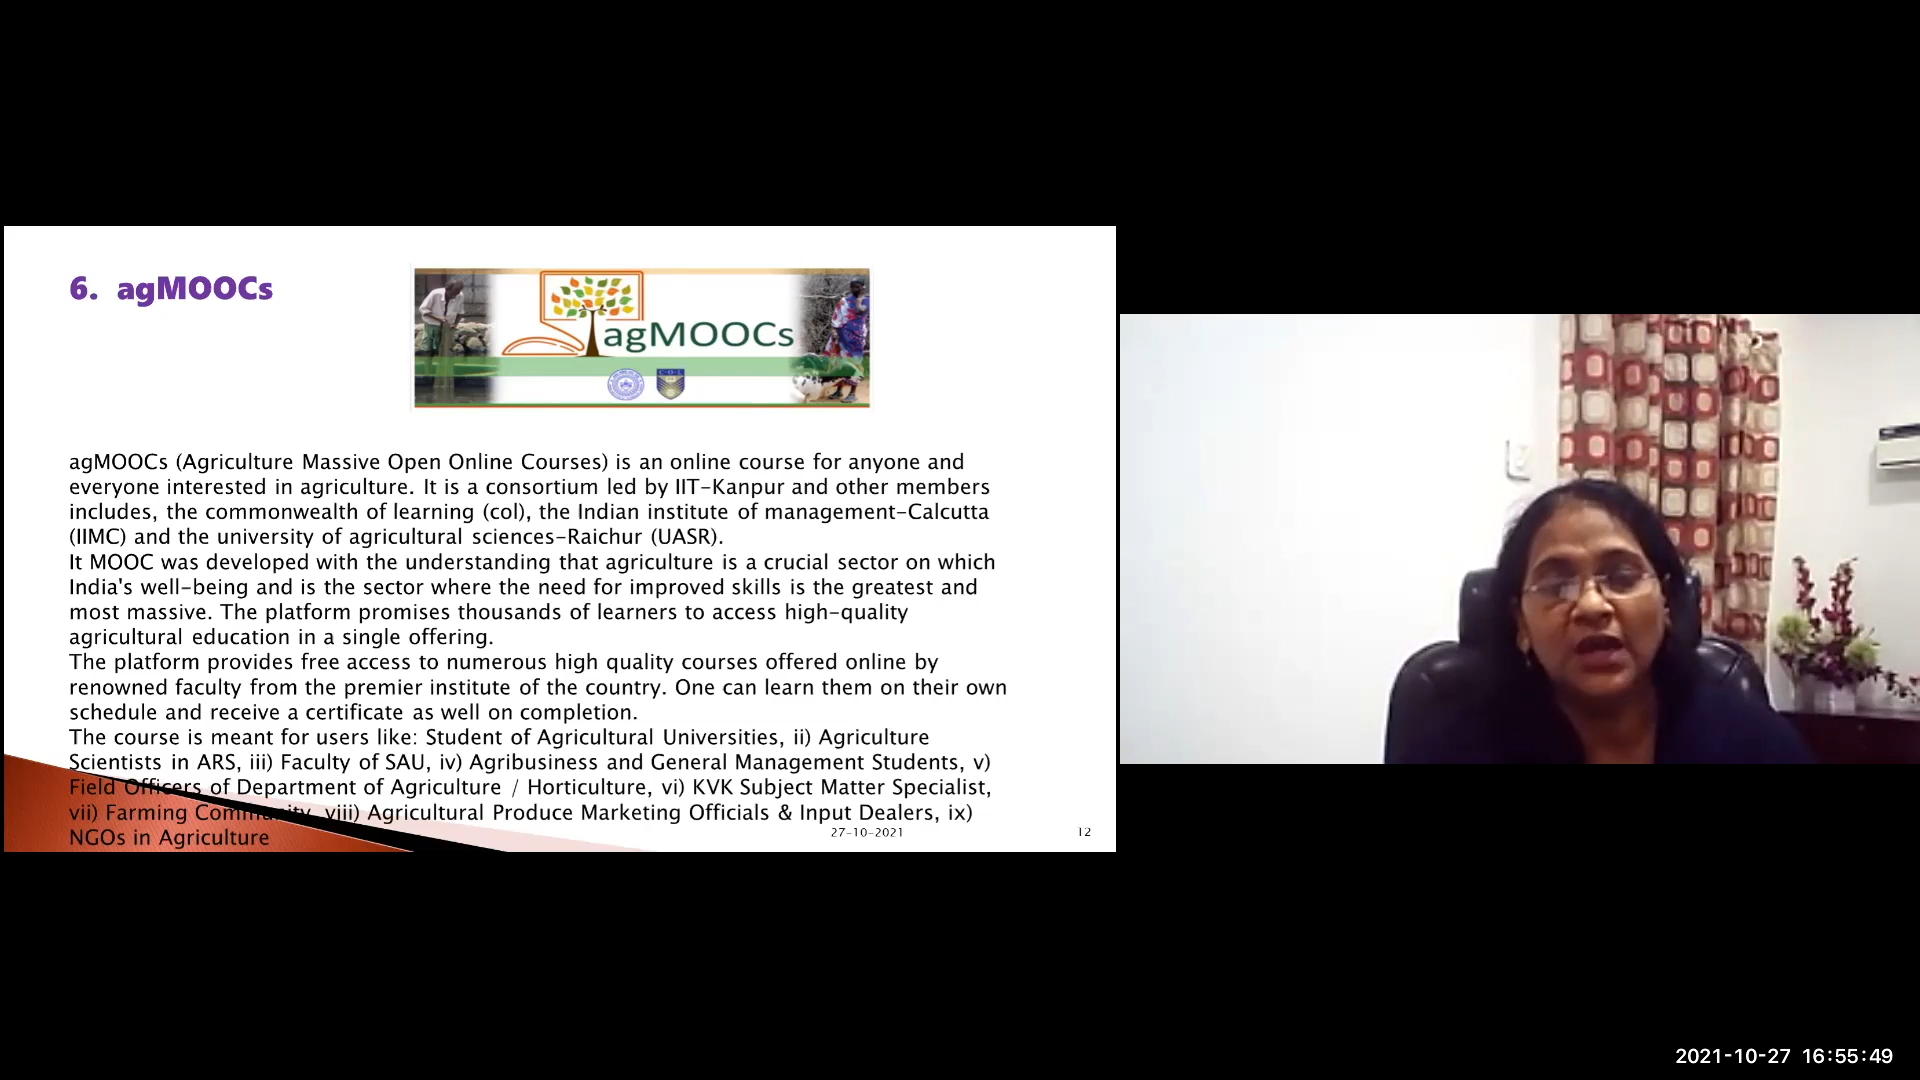 6. agMOOCs
agMOOCs
C·O·L
agMOOCs (Agriculture Massive Open Online Courses) is an online course for anyone and
everyone interested in agriculture. It is a consortium led by IIT-Kanpur and other members
includes, the commonwealth of learning (col), the Indian institute of management-Calcutta
(IIMC) and the university of agricultural sciences-Raichur (UASR).
It MOOC was developed with the understanding that agriculture is a crucial sector on which
India's well-being and is the sector where the need for improved skills is the greatest and
most massive. The platform promises thousands of learners to access high-quality
agricultural education in a single offering.
The platform provides free access to numerous high quality courses offered online by
renowned faculty from the premier institute of the country. One can learn them on their own
schedule and receive a certificate as well on completion.
The course is meant for users like: Student of Agricultural Universities, ii) Agriculture
Scientists in ARS, iii) Faculty of SAU, iv) Agribusiness and General Management Students, v)
Field Officers of Department of Agriculture / Horticulture, vi) KVK Subject Matter Specialist,
vii) Farming Community, viii) Agricultural Produce Marketing Officials & Input Dealers, ix)
NGOs in Agriculture
27-10-2021
12
2021-10-27 16:55:49